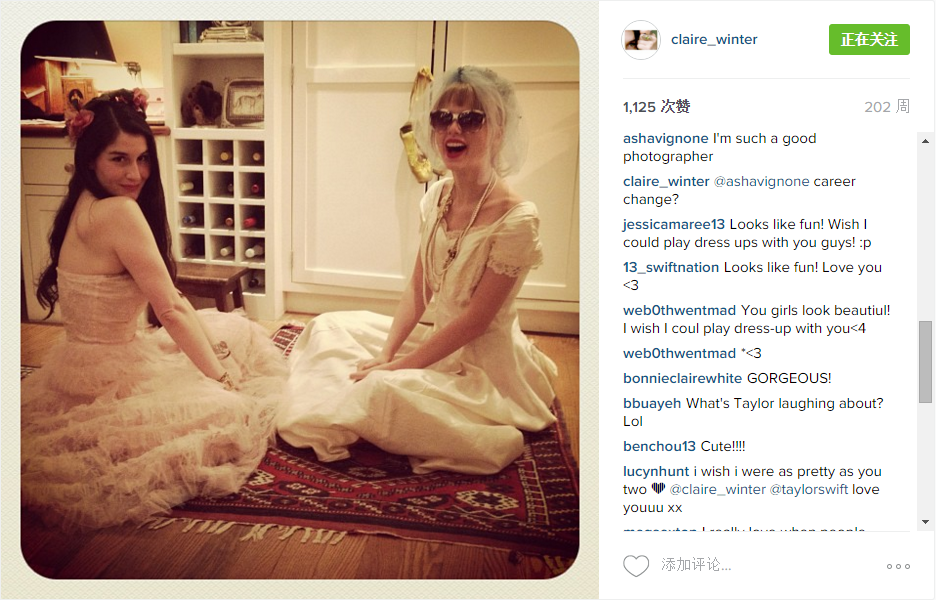 claire_winter
正在关注
1,125 次赞
202 周
ashavignone I'm such a good
photographer
claire_winter @ashavignone career
change?
jessicamaree13 Looks like fun! Wish I
could play dress ups with you guys! :p
13_swiftnation Looks like fun! Love you
<3
web0thwentmad You girls look beautiul!
I wish I coul play dress-up with you<4
web0thwentmad *<3
bonnieclairewhite GORGEOUS!
bbuayeh What's Taylor laughing about?
Lol
benchou13 Cute!!!!
lucynhunt i wish i were as pretty as you
two 💙 @claire_winter @taylorswift love
youuu xx
添加评论...